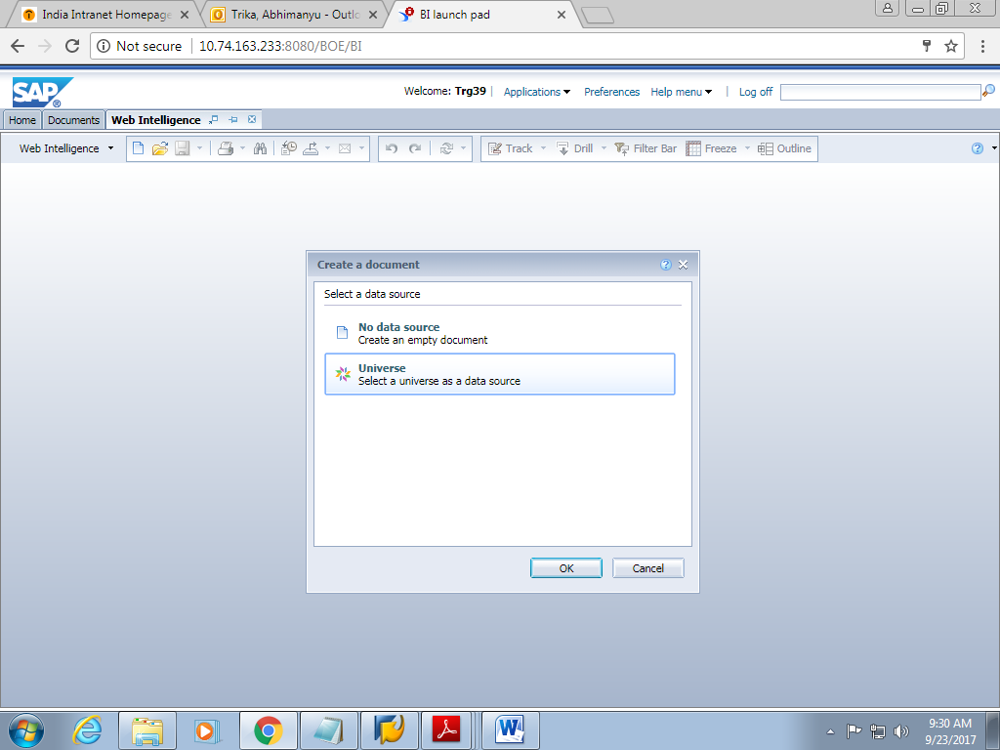 India Intranet Homepage
Trika, Abhimanyu - Outlo
BI launch pad
Not secure
10.74.163.233:8080/BOE/BI
SAP®
Welcome: Trg39
Applications
Preferences
Help menu
Log off
Home
Documents
Web Intelligence
Web Intelligence
Track
Drill
Filter Bar
Freeze
Outline
Create a document
Select a data source
No data source
Create an empty document
Universe
Select a universe as a data source
OK
Cancel
9:30 AM
9/23/2017